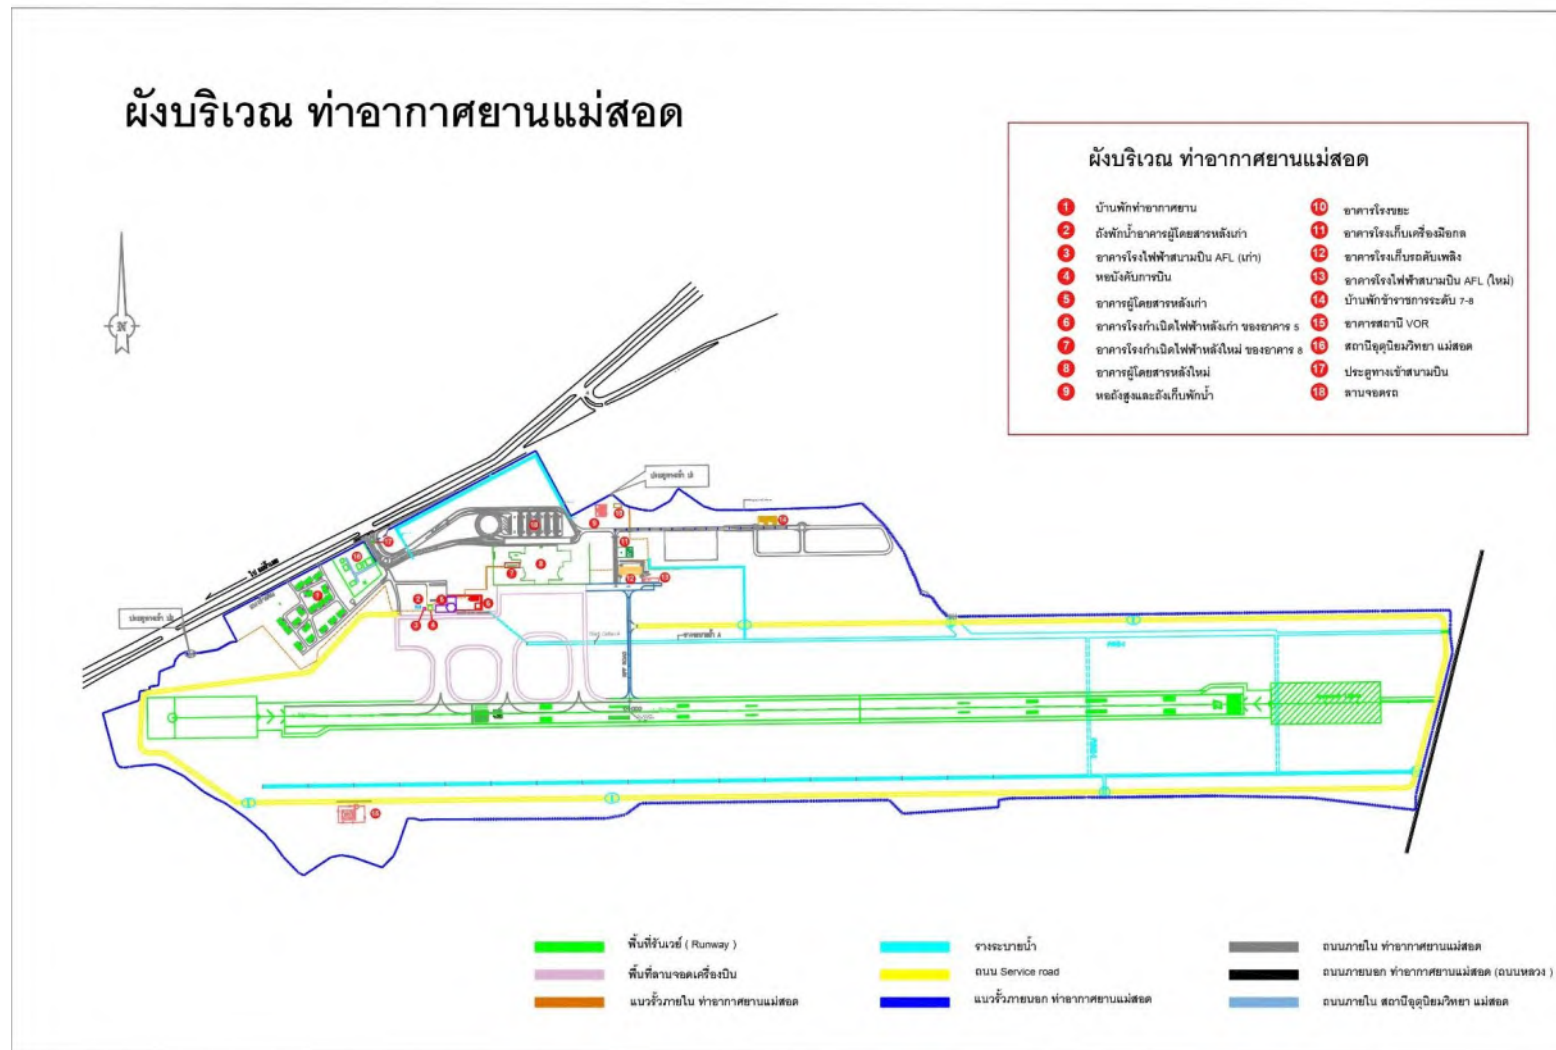 ผังบริเวณ ท่าอากาศยานแม่สอด
ผังบริเวณ ท่าอากาศยานแม่สอด
1 บ้านพักท่าอากาศยาน
2 ถังพักน้ำอาคารผู้โดยสารหลังเก่า
3 อาคารโรงไฟฟ้าสนามบิน AFL (เก่า)
4 หอบังคับการบิน
5 อาคารผู้โดยสารหลังเก่า
6 อาคารโรงกำเนิดไฟฟ้าหลังเก่า ของอาคาร 5
7 อาคารโรงกำเนิดไฟฟ้าหลังใหม่ ของอาคาร 8
8 อาคารผู้โดยสารหลังใหม่
9 หอถังสูงและถังเก็บพักน้ำ
10 อาคารโรงขยะ
11 อาคารโรงเก็บเครื่องมือกล
12 อาคารโรงเก็บรถดับเพลิง
13 อาคารโรงไฟฟ้าสนามบิน AFL (ใหม่)
14 บ้านพักข้าราชการระดับ 7-8
15 อาคารสถานี VOR
16 สถานีอุตุนิยมวิทยา แม่สอด
17 ประตูทางเข้าสนามบิน
18 ลานจอดรถ
N
พื้นที่รันเวย์ ( Runway )
พื้นที่ลานจอดเครื่องบิน
แนวรั้วภายใน ท่าอากาศยานแม่สอด
รางระบายน้ำ
ถนน Service road
แนวรั้วภายนอก ท่าอากาศยานแม่สอด
ถนนภายใน ท่าอากาศยานแม่สอด
ถนนภายนอก ท่าอากาศยานแม่สอด (ถนนหลวง )
ถนนภายใน สถานีอุตุนิยมวิทยา แม่สอด